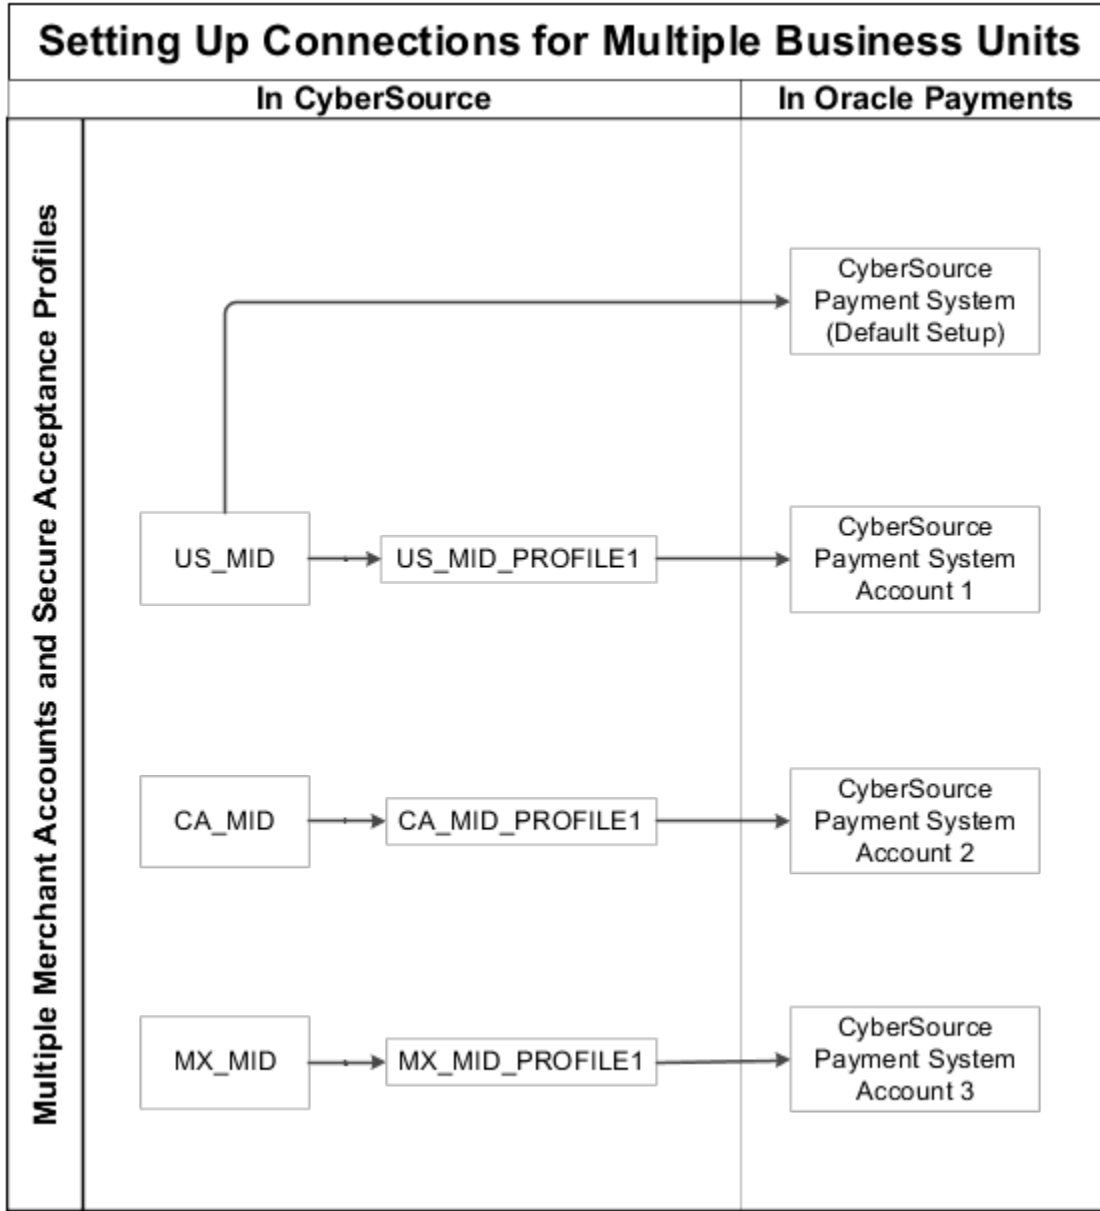 Setting Up Connections for Multiple Business Units
In CyberSource
In Oracle Payments
Multiple Merchant Accounts and Secure Acceptance Profiles
CyberSource
Payment System
(Default Setup)
US_MID
US_MID_PROFILE1
CyberSource
Payment System
Account 1
CA_MID
CA_MID_PROFILE1
CyberSource
Payment System
Account 2
MX_MID
MX_MID_PROFILE1
CyberSource
Payment System
Account 3